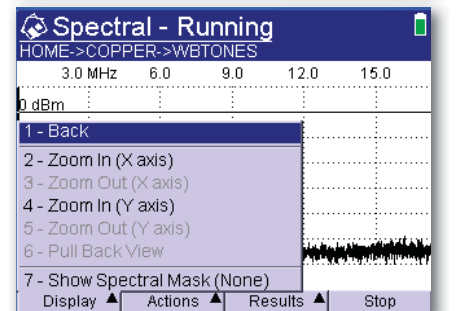 Spectral - Running
HOME->COPPER->WBTONES
3.0 MHz 6.0 9.0 12.0 15.0
0 dBm
1 - Back
2 - Zoom In (X axis)
3 - Zoom Out (X axis)
4 - Zoom In (Y axis)
5 - Zoom Out (Y axis)
6 - Pull Back View
7 - Show Spectral Mask (None)
Display ▲ Actions ▲ Results ▲ Stop